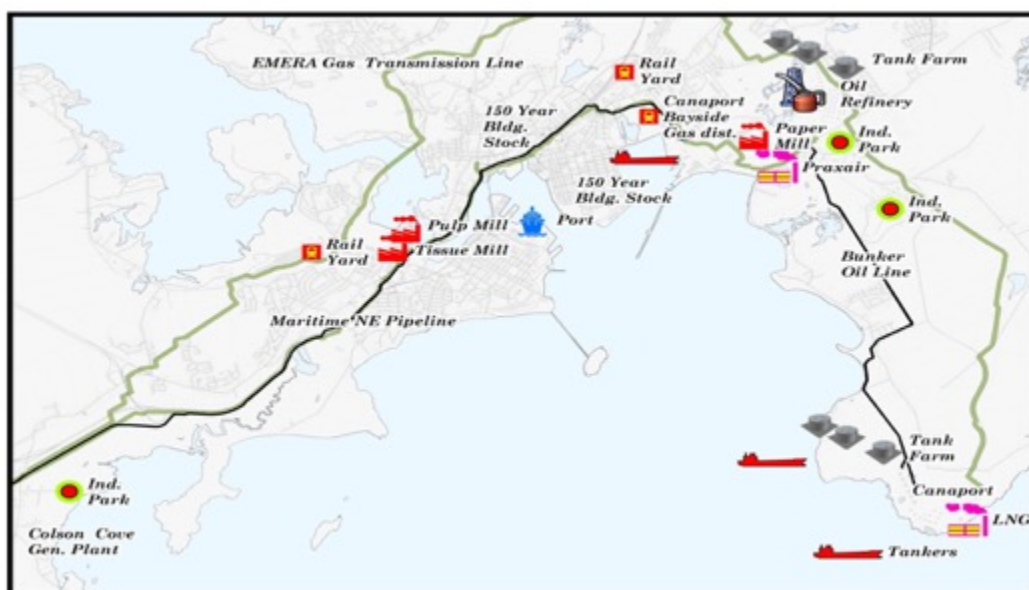 EMERA Gas Transmission Line
Rail
Yard
Tank Farm
Oil
Refinery
150 Year
Bldg.
Stock
Canaport
Bayside
Gas dist.
Paper
Mill
Ind.
Park
Praxair
150 Year
Bldg. Stock
Ind.
Park
Port
Pulp Mill
Tissue Mill
Rail
Yard
Bunker
Oil Line
Maritime NE Pipeline
Tank
Farm
Canaport
Ind.
Park
LNG
Colson Cove
Gen. Plant
Tankers